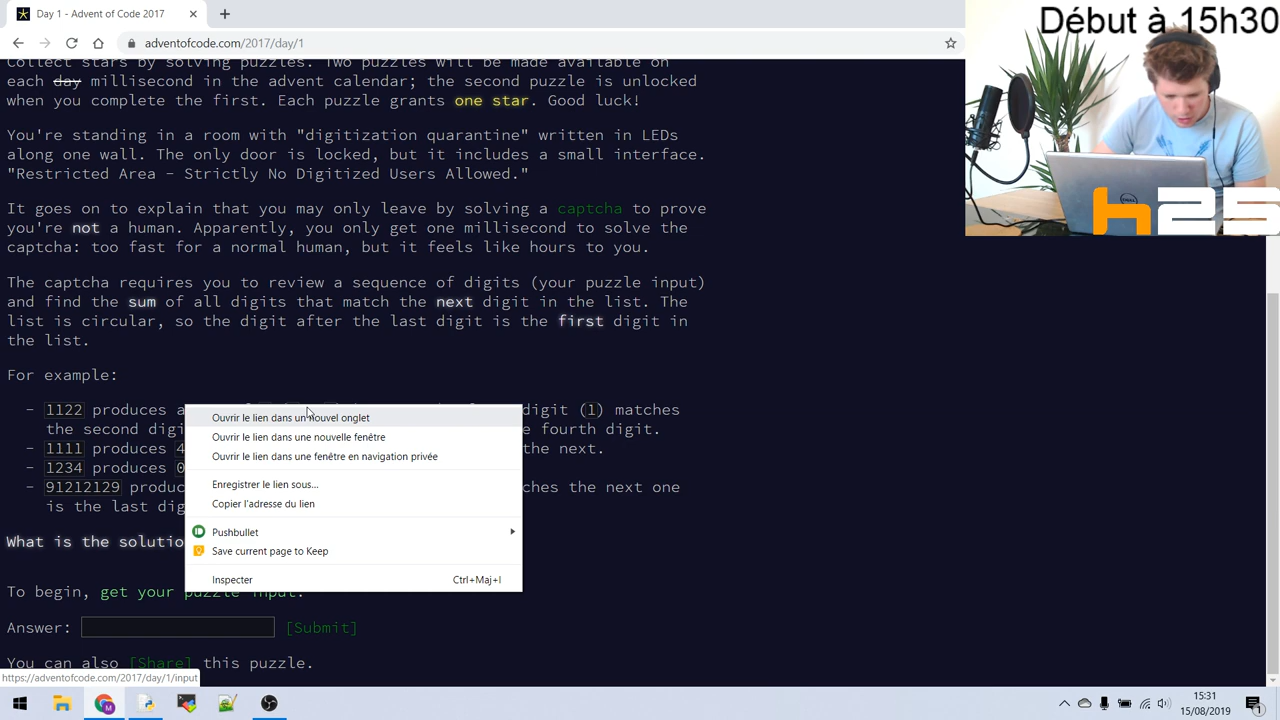 Day 1 - Advent of Code 2017
Début à 15h30
adventofcode.com/2017/day/1
Collect stars by solving puzzles. Two puzzles will be made available on
each day millisecond in the advent calendar; the second puzzle is unlocked
when you complete the first. Each puzzle grants one star. Good luck!
You're standing in a room with "digitization quarantine" written in LEDs
along one wall. The only door is locked, but it includes a small interface.
"Restricted Area - Strictly No Digitized Users Allowed."
It goes on to explain that you may only leave by solving a captcha to prove
you're not a human. Apparently, you only get one millisecond to solve the
captcha: too fast for a normal human, but it feels like hours to you.
h25
The captcha requires you to review a sequence of digits (your puzzle input)
and find the sum of all digits that match the next digit in the list. The
list is circular, so the digit after the last digit is the first digit in
the list.
For example:
- 1122 produces a digit (1) matches
the second digi e fourth digit.
- 1111 produces 4 the next.
- 1234 produces 0
- 91212129 produc ches the next one
is the last dig
What is the solutio
Ouvrir le lien dans un nouvel onglet
Ouvrir le lien dans une nouvelle fenêtre
Ouvrir le lien dans une fenêtre en navigation privée
Enregistrer le lien sous...
Copier l'adresse du lien
Pushbullet
Save current page to Keep
Inspecter Ctrl+Maj+I
To begin, get your puzzle input.
Answer: [Submit]
You can also [Share] this puzzle.
https://adventofcode.com/2017/day/1/input
15:31
15/08/2019
1